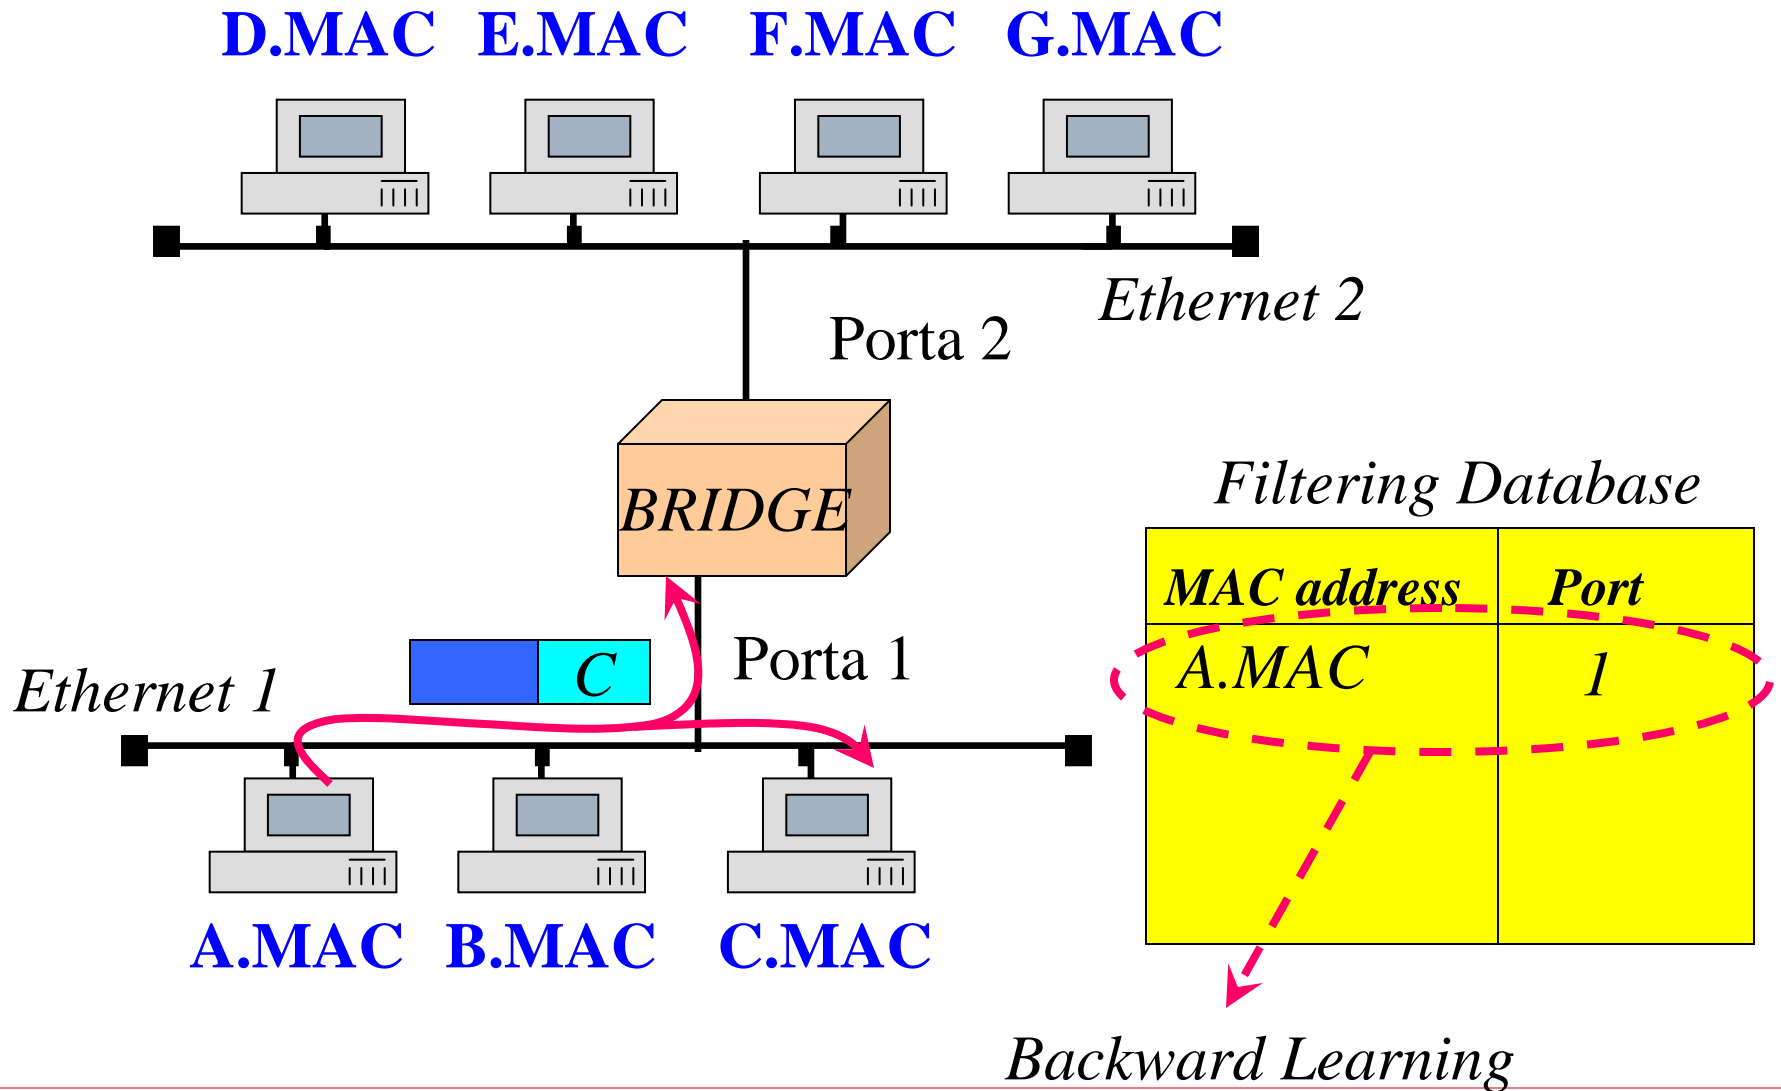 D.MAC E.MAC F.MAC G.MAC
Ethernet 2
Porta 2
BRIDGE
Filtering Database
MAC address Port
A.MAC 1
C
Porta 1
Ethernet 1
A.MAC B.MAC C.MAC
Backward Learning